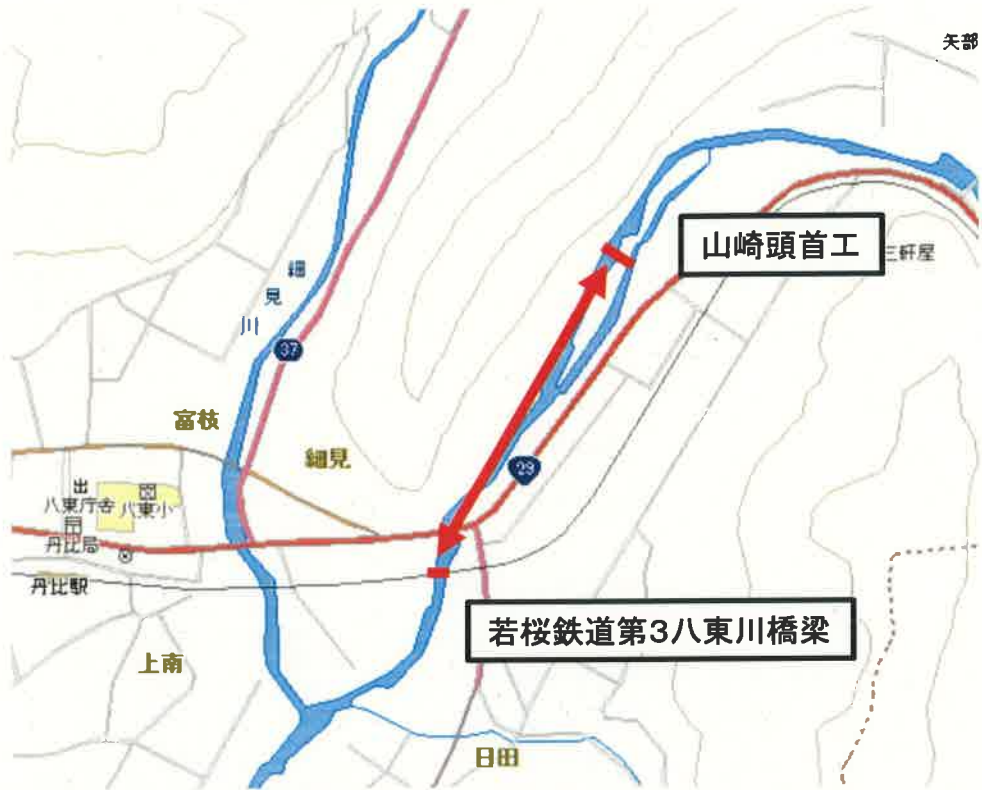 矢部
山崎頭首工
三軒屋
細見川
37
富枝
細見
29
出
八東庁舎
八東小
丹比局
丹比駅
若桜鉄道第3八東川橋梁
上南
日田